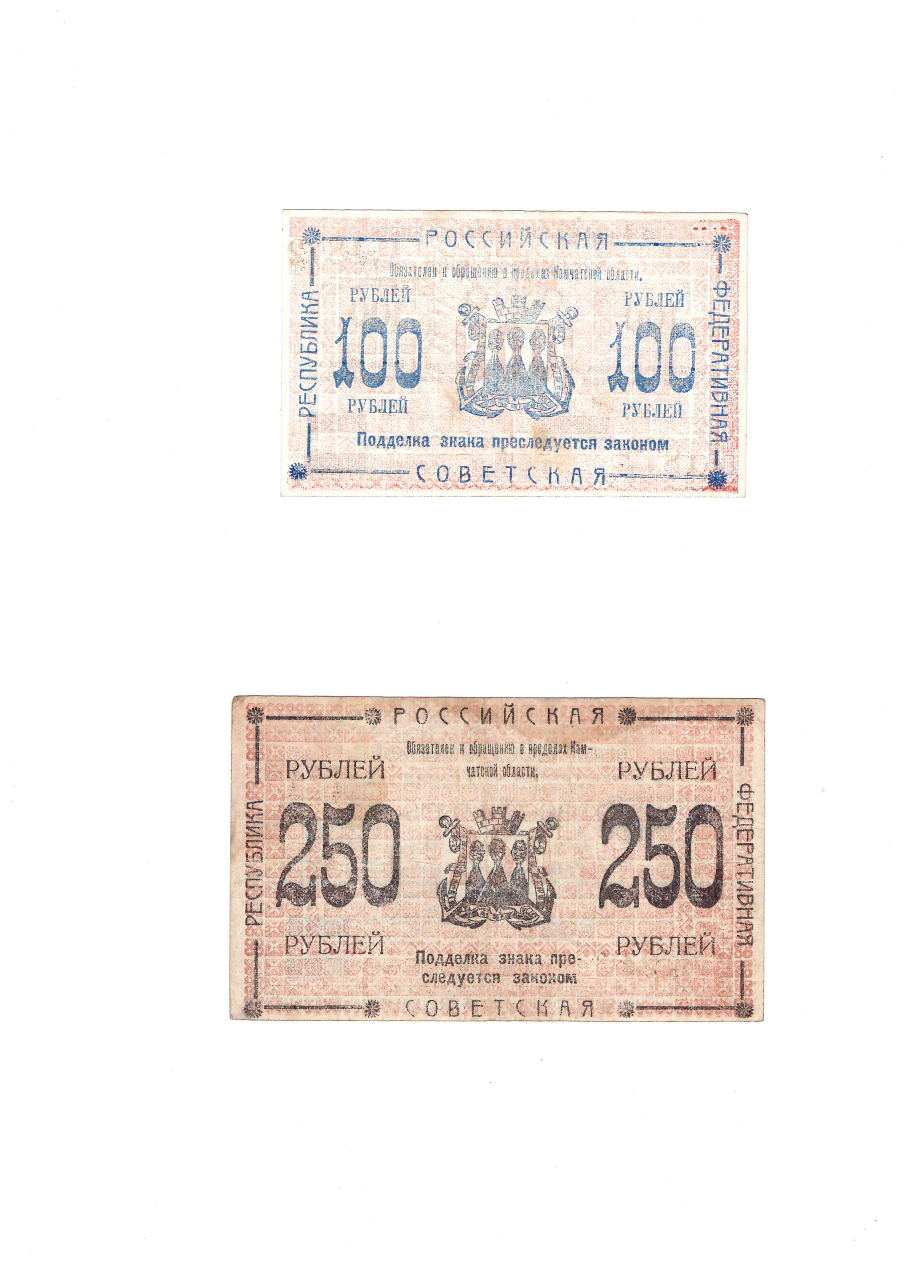 РОССИЙСКАЯ
Обязателен к обращению в пределах Камчатской области.
РУБЛЕЙ
РУБЛЕЙ
РЕСПУБЛИКА
100
100
ФЕДЕРАТИВНАЯ
РУБЛЕЙ
РУБЛЕЙ
Подделка знака преследуется законом
СОВЕТСКАЯ
РОССИЙСКАЯ
Обязателен к обращению в пределах Кам-
чатской области.
РУБЛЕЙ
РУБЛЕЙ
РЕСПУБЛИКА
250
250
ФЕДЕРАТИВНАЯ
РУБЛЕЙ
РУБЛЕЙ
Подделка знака пре-
следуется законом
СОВЕТСКАЯ